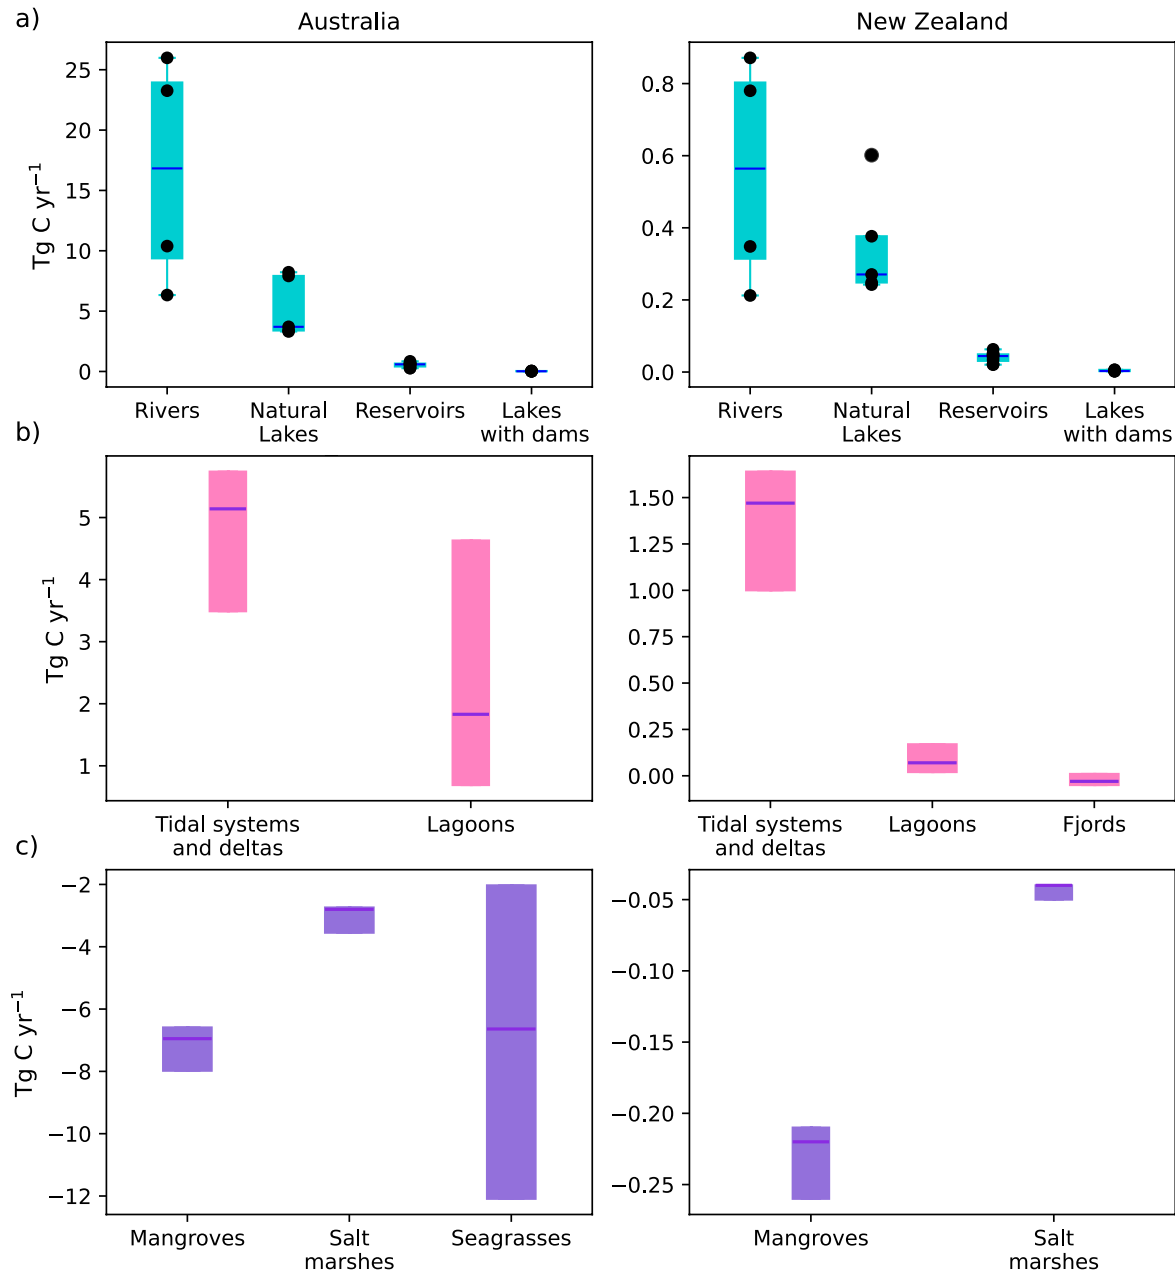 a)
Australia
New Zealand
25
20
15
10
5
0
Tg C yr⁻¹
Rivers
Natural
Lakes
Reservoirs
Lakes
with dams
0.8
0.6
0.4
0.2
0.0
Rivers
Natural
Lakes
Reservoirs
Lakes
with dams
b)
5
4
3
2
1
Tg C yr⁻¹
Tidal systems
and deltas
Lagoons
1.50
1.25
1.00
0.75
0.50
0.25
0.00
Tidal systems
and deltas
Lagoons
Fjords
c)
−2
−4
−6
−8
−10
−12
Tg C yr⁻¹
Mangroves
Salt
marshes
Seagrasses
−0.05
−0.10
−0.15
−0.20
−0.25
Mangroves
Salt
marshes